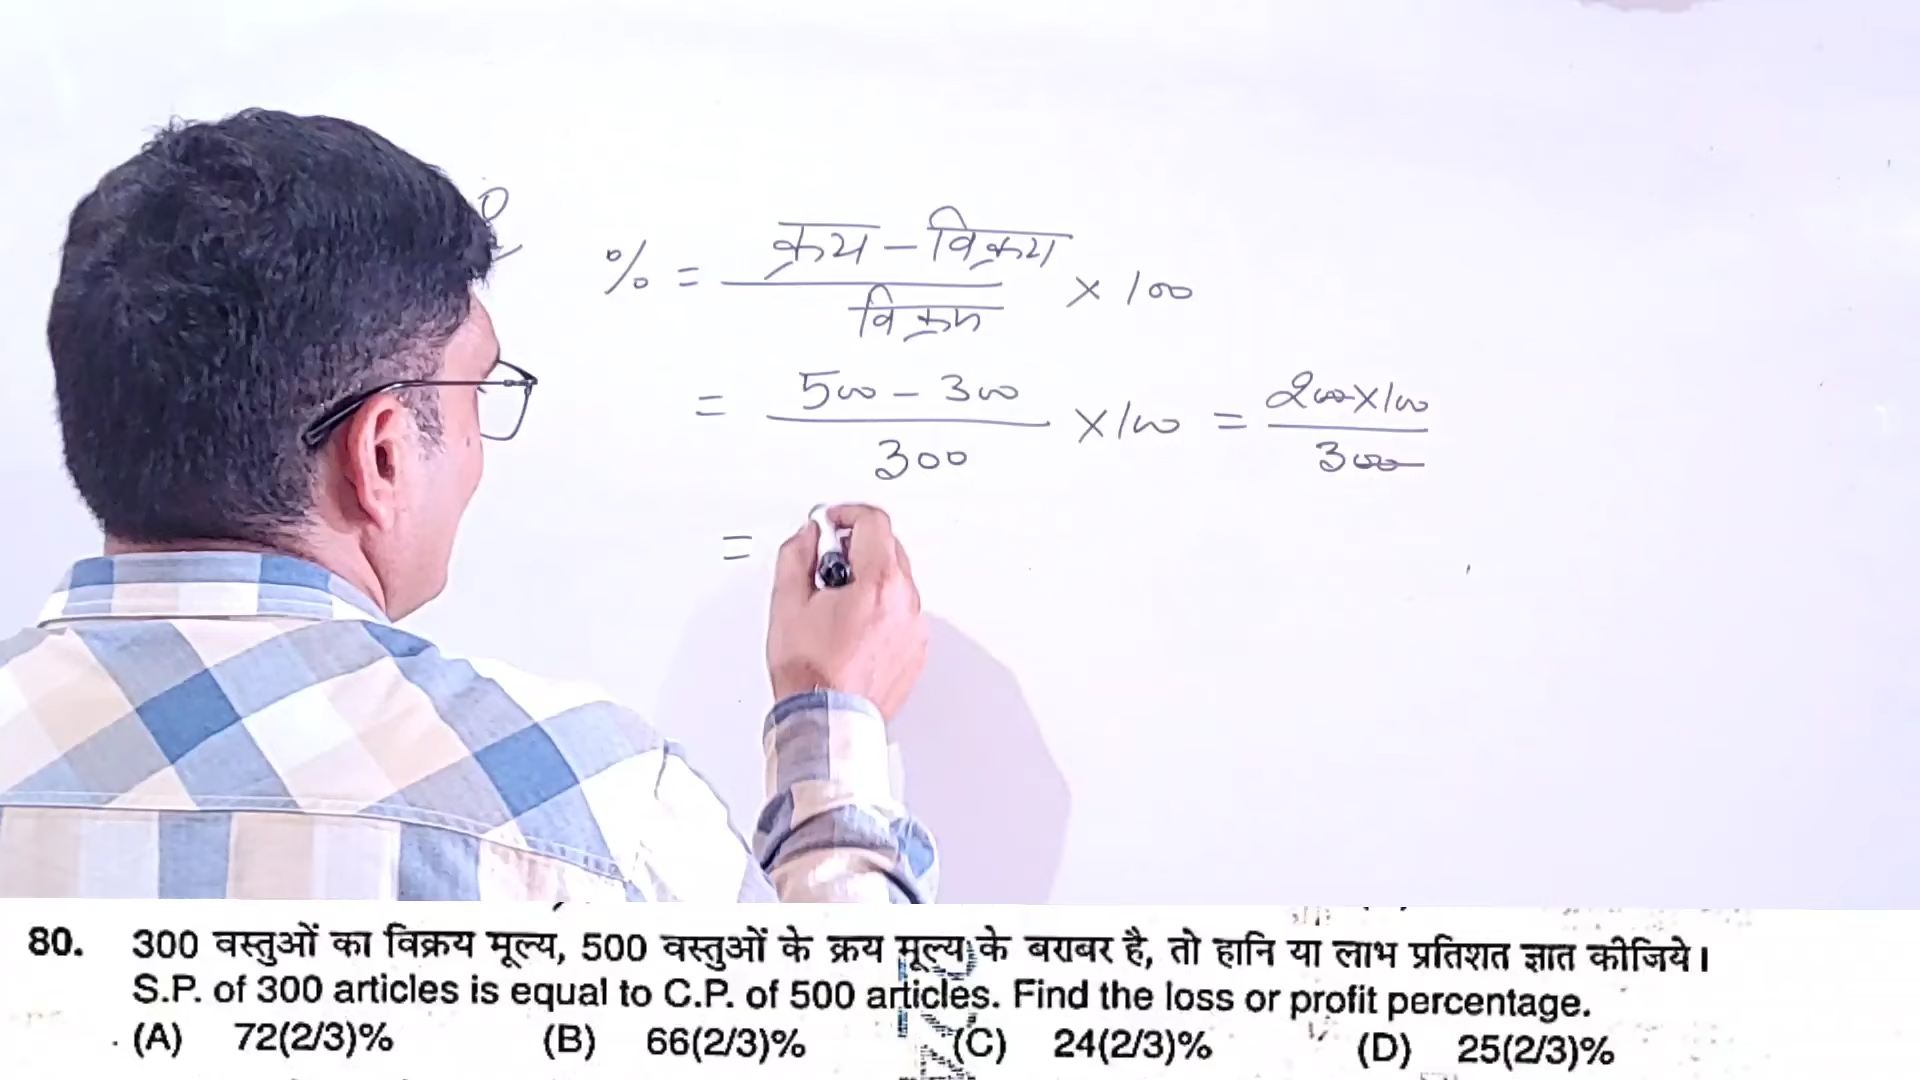 % = क्रय – विक्रय / विक्रय × 100
= 500 – 300 / 300 × 100 = 200 × 100 / 300
=
80. 300 वस्तुओं का विक्रय मूल्य, 500 वस्तुओं के क्रय मूल्य के बराबर है, तो हानि या लाभ प्रतिशत ज्ञात कीजिये।
S.P. of 300 articles is equal to C.P. of 500 articles. Find the loss or profit percentage.
(A) 72(2/3)% (B) 66(2/3)% (C) 24(2/3)% (D) 25(2/3)%